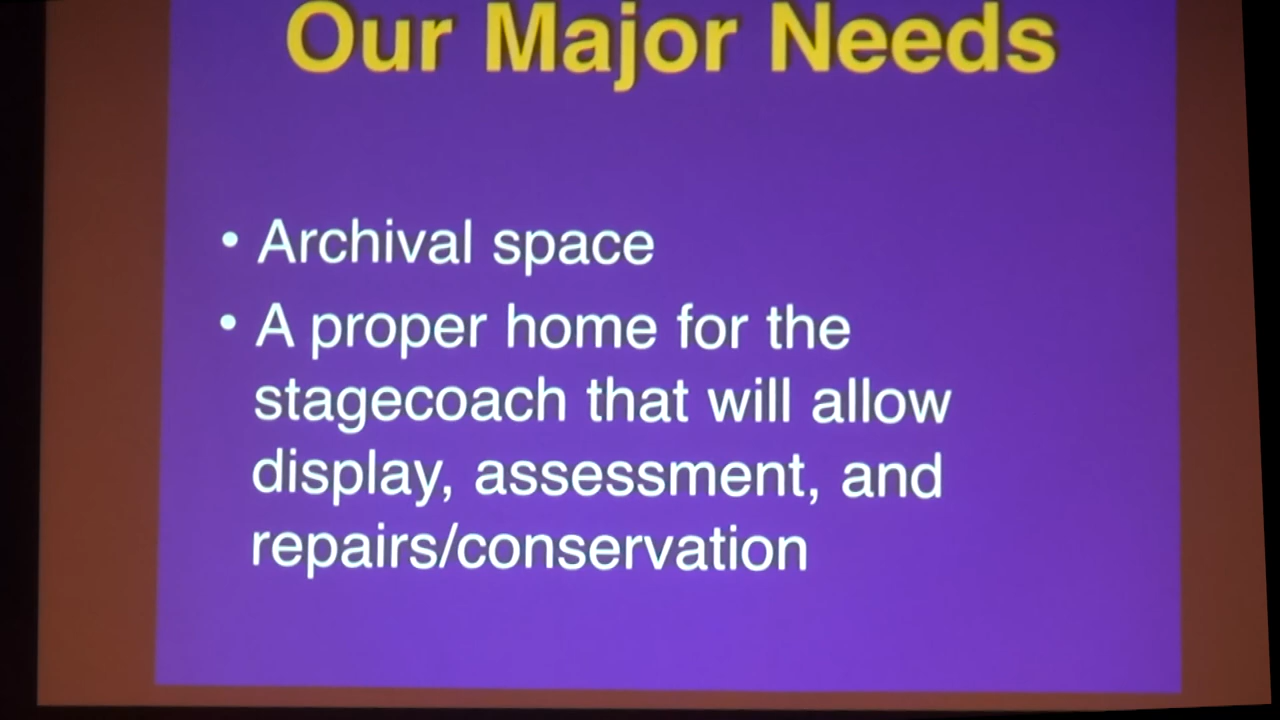 Our Major Needs
• Archival space
• A proper home for the
stagecoach that will allow
display, assessment, and
repairs/conservation